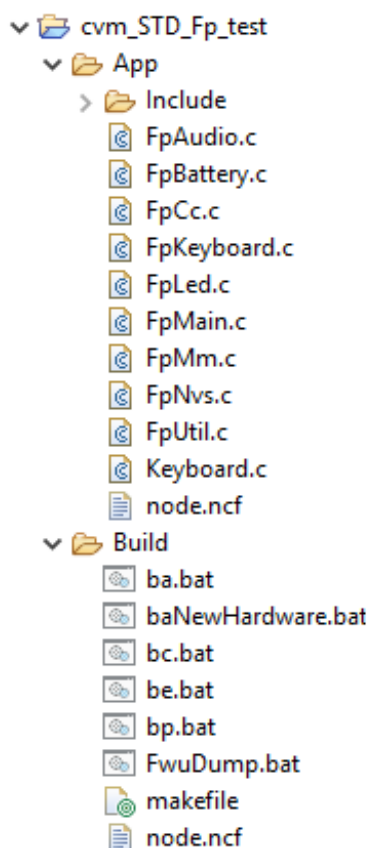 cvm_STD_Fp_test
App
Include
FpAudio.c
FpBattery.c
FpCc.c
FpKeyboard.c
FpLed.c
FpMain.c
FpMm.c
FpNvs.c
FpUtil.c
Keyboard.c
node.ncf
Build
ba.bat
baNewHardware.bat
bc.bat
be.bat
bp.bat
FwuDump.bat
makefile
node.ncf